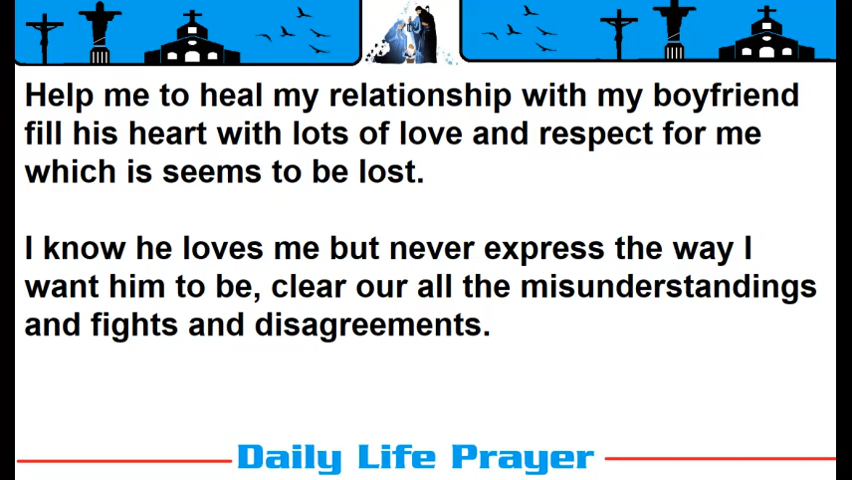 Help me to heal my relationship with my boyfriend
fill his heart with lots of love and respect for me
which is seems to be lost.
I know he loves me but never express the way I
want him to be, clear our all the misunderstandings
and fights and disagreements.
Daily Life Prayer